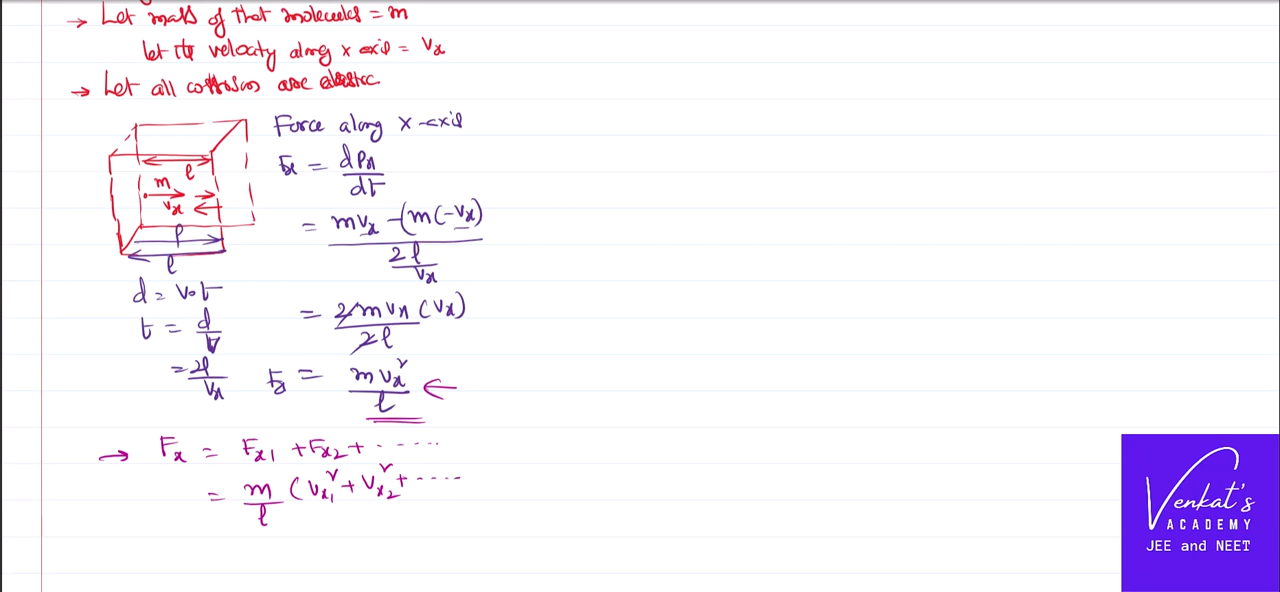 → Let mass of that molecules = m
let its velocity along x axis = vx
→ Let all collision are elastic
Force along x-axis
Fx = dPx/dt
= mvx -(m(-vx) / 2l/vx
= 2mvx(vx) / 2l
Fx = mvx² / l ←
l
m
vx
l
l
d = v.t
t = d/v
= 2l/vx
→ Fx = Fx1 + Fx2 + ......
= m/l (vx1² + vx2² + ....
Venkat's
ACADEMY
JEE and NEET